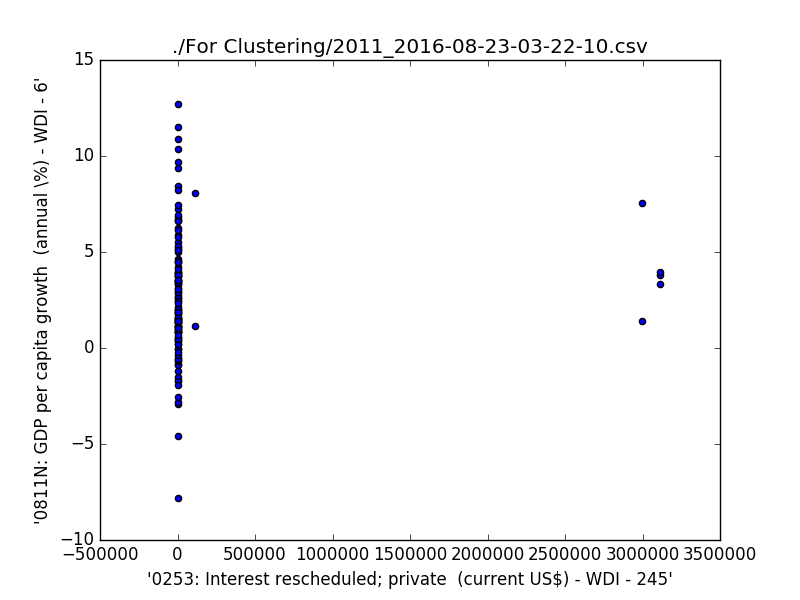 ./For Clustering/2011_2016-08-23-03-22-10.csv
15
10
5
0
−5
−10
'0811N: GDP per capita growth  (annual \%) - WDI - 6'
−500000 0 500000 1000000 1500000 2000000 2500000 3000000 3500000
'0253: Interest rescheduled; private  (current US$) - WDI - 245'